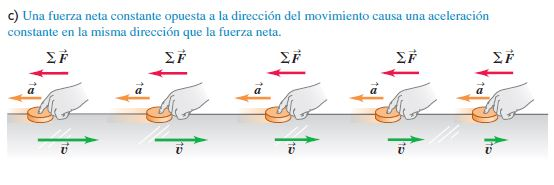 c) Una fuerza neta constante opuesta a la dirección del movimiento causa una aceleración
constante en la misma dirección que la fuerza neta.
ΣF⃗ ΣF⃗ ΣF⃗ ΣF⃗ ΣF⃗
a⃗ a⃗ a⃗ a⃗ a⃗
v⃗ v⃗ v⃗ v⃗ v⃗